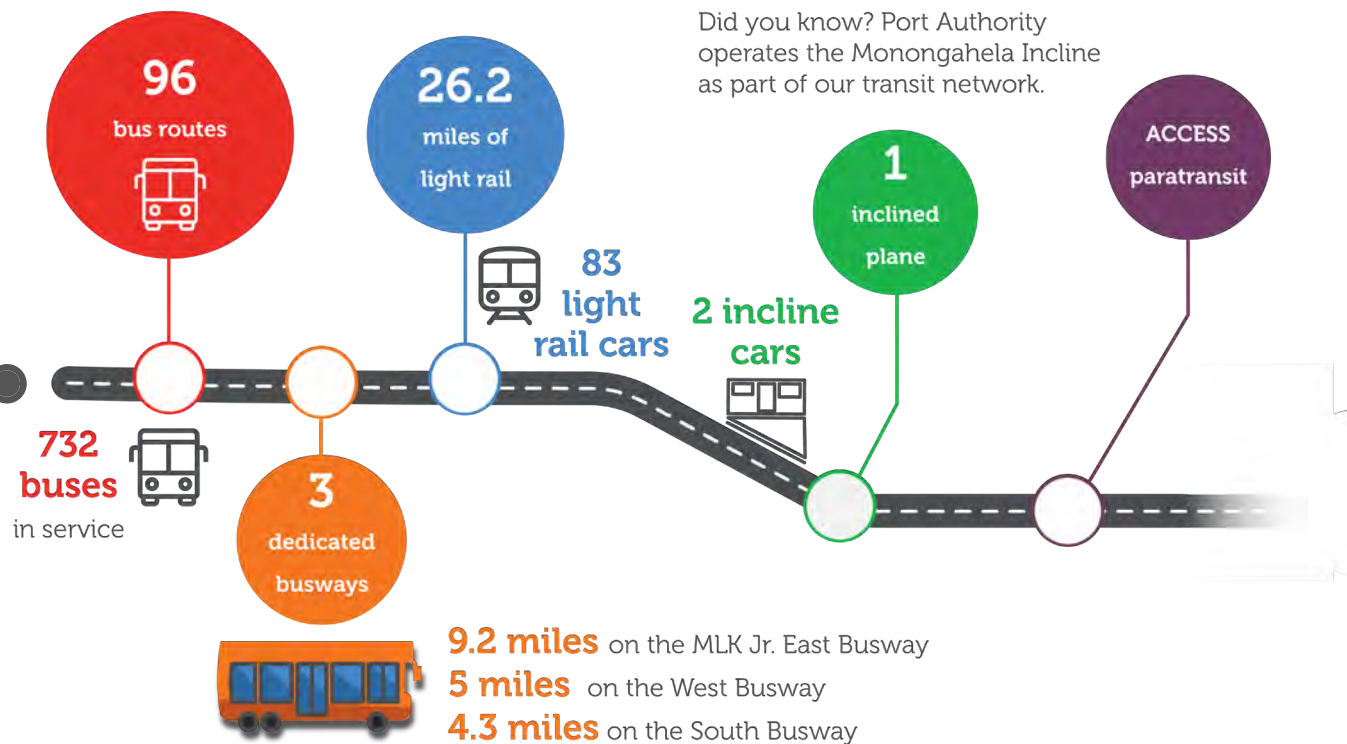 Did you know? Port Authority
operates the Monongahela Incline
as part of our transit network.
96
bus routes
26.2
miles of
light rail
1
inclined
plane
ACCESS
paratransit
83
light
rail cars
2 incline
cars
732
buses
in service
3
dedicated
busways
9.2 miles on the MLK Jr. East Busway
5 miles on the West Busway
4.3 miles on the South Busway